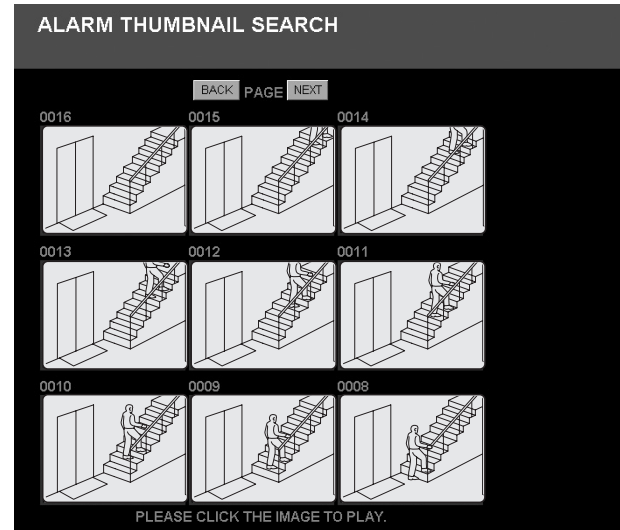 ALARM THUMBNAIL SEARCH
BACK PAGE NEXT
0016 0015 0014
0013 0012 0011
0010 0009 0008
PLEASE CLICK THE IMAGE TO PLAY.